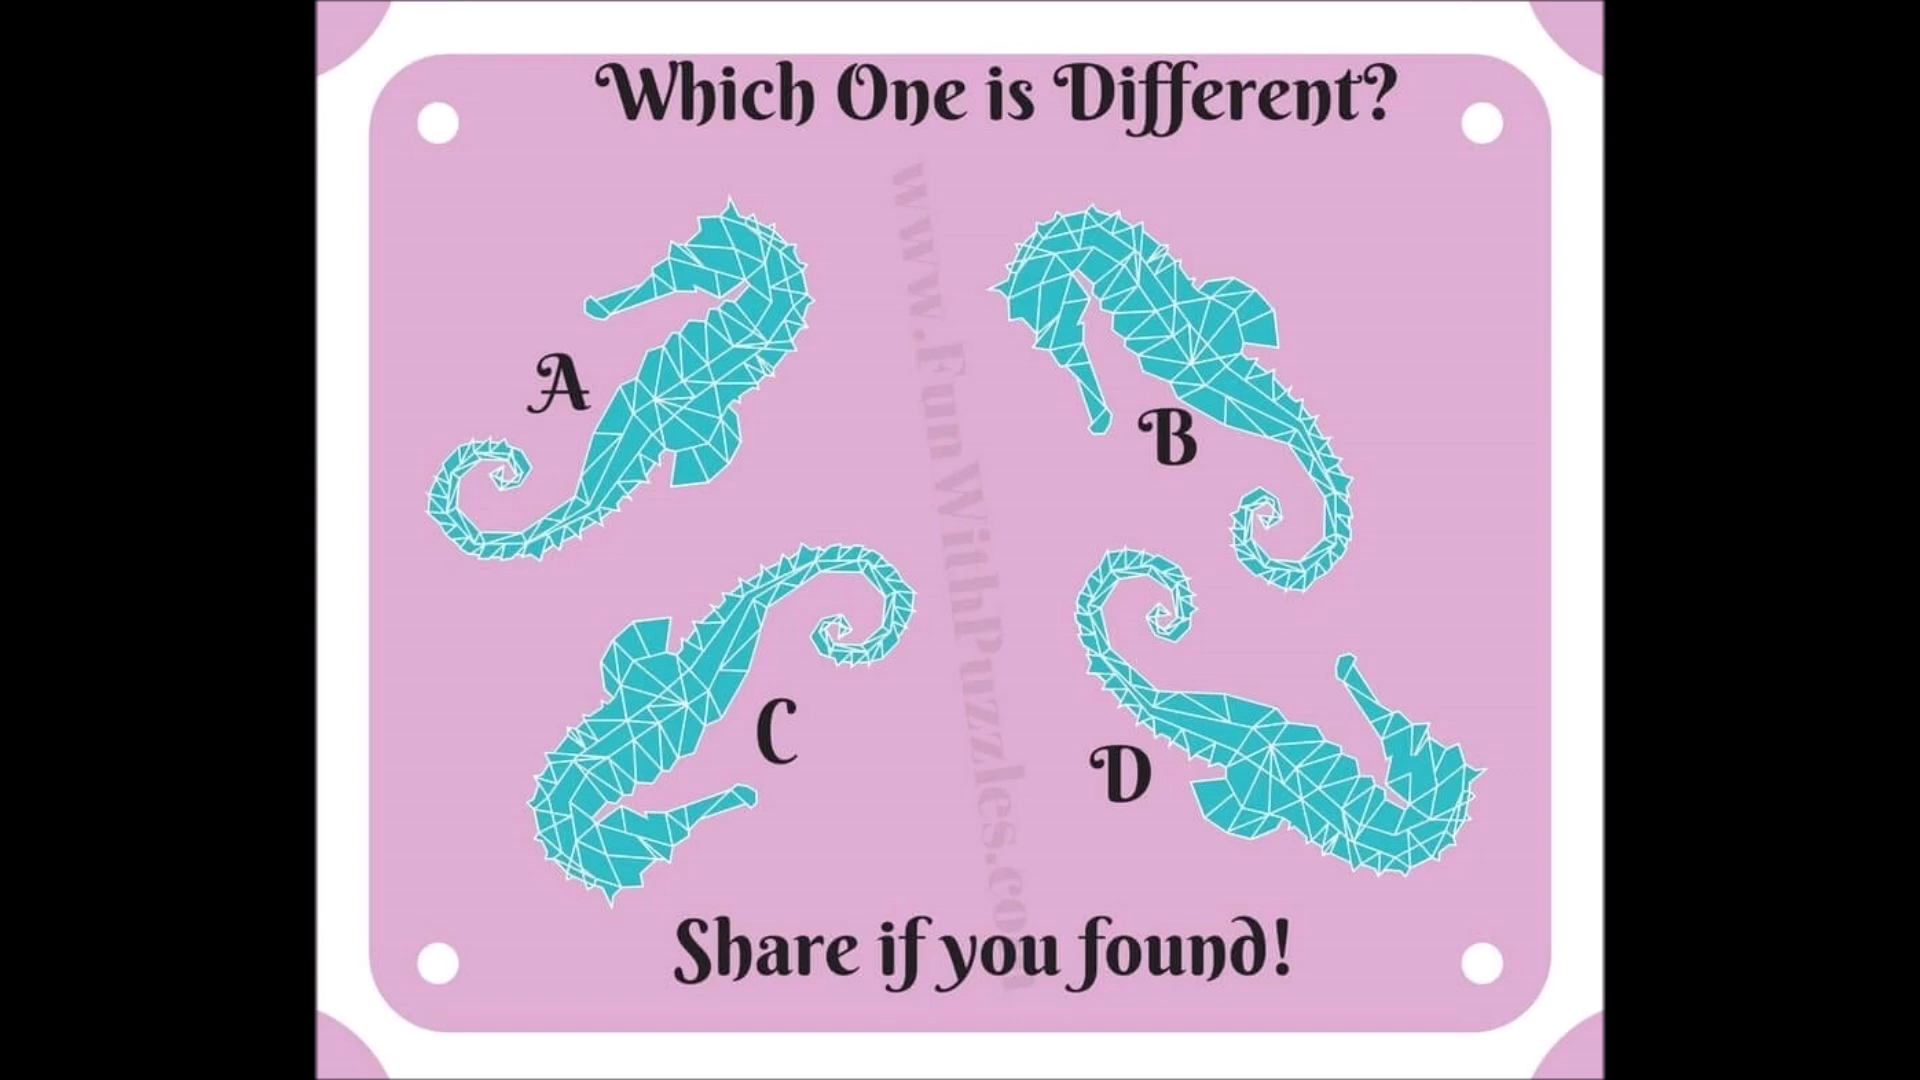 Which One is Different?
www.FunWithPuzzles.com
A
B
C
D
Share if you found!